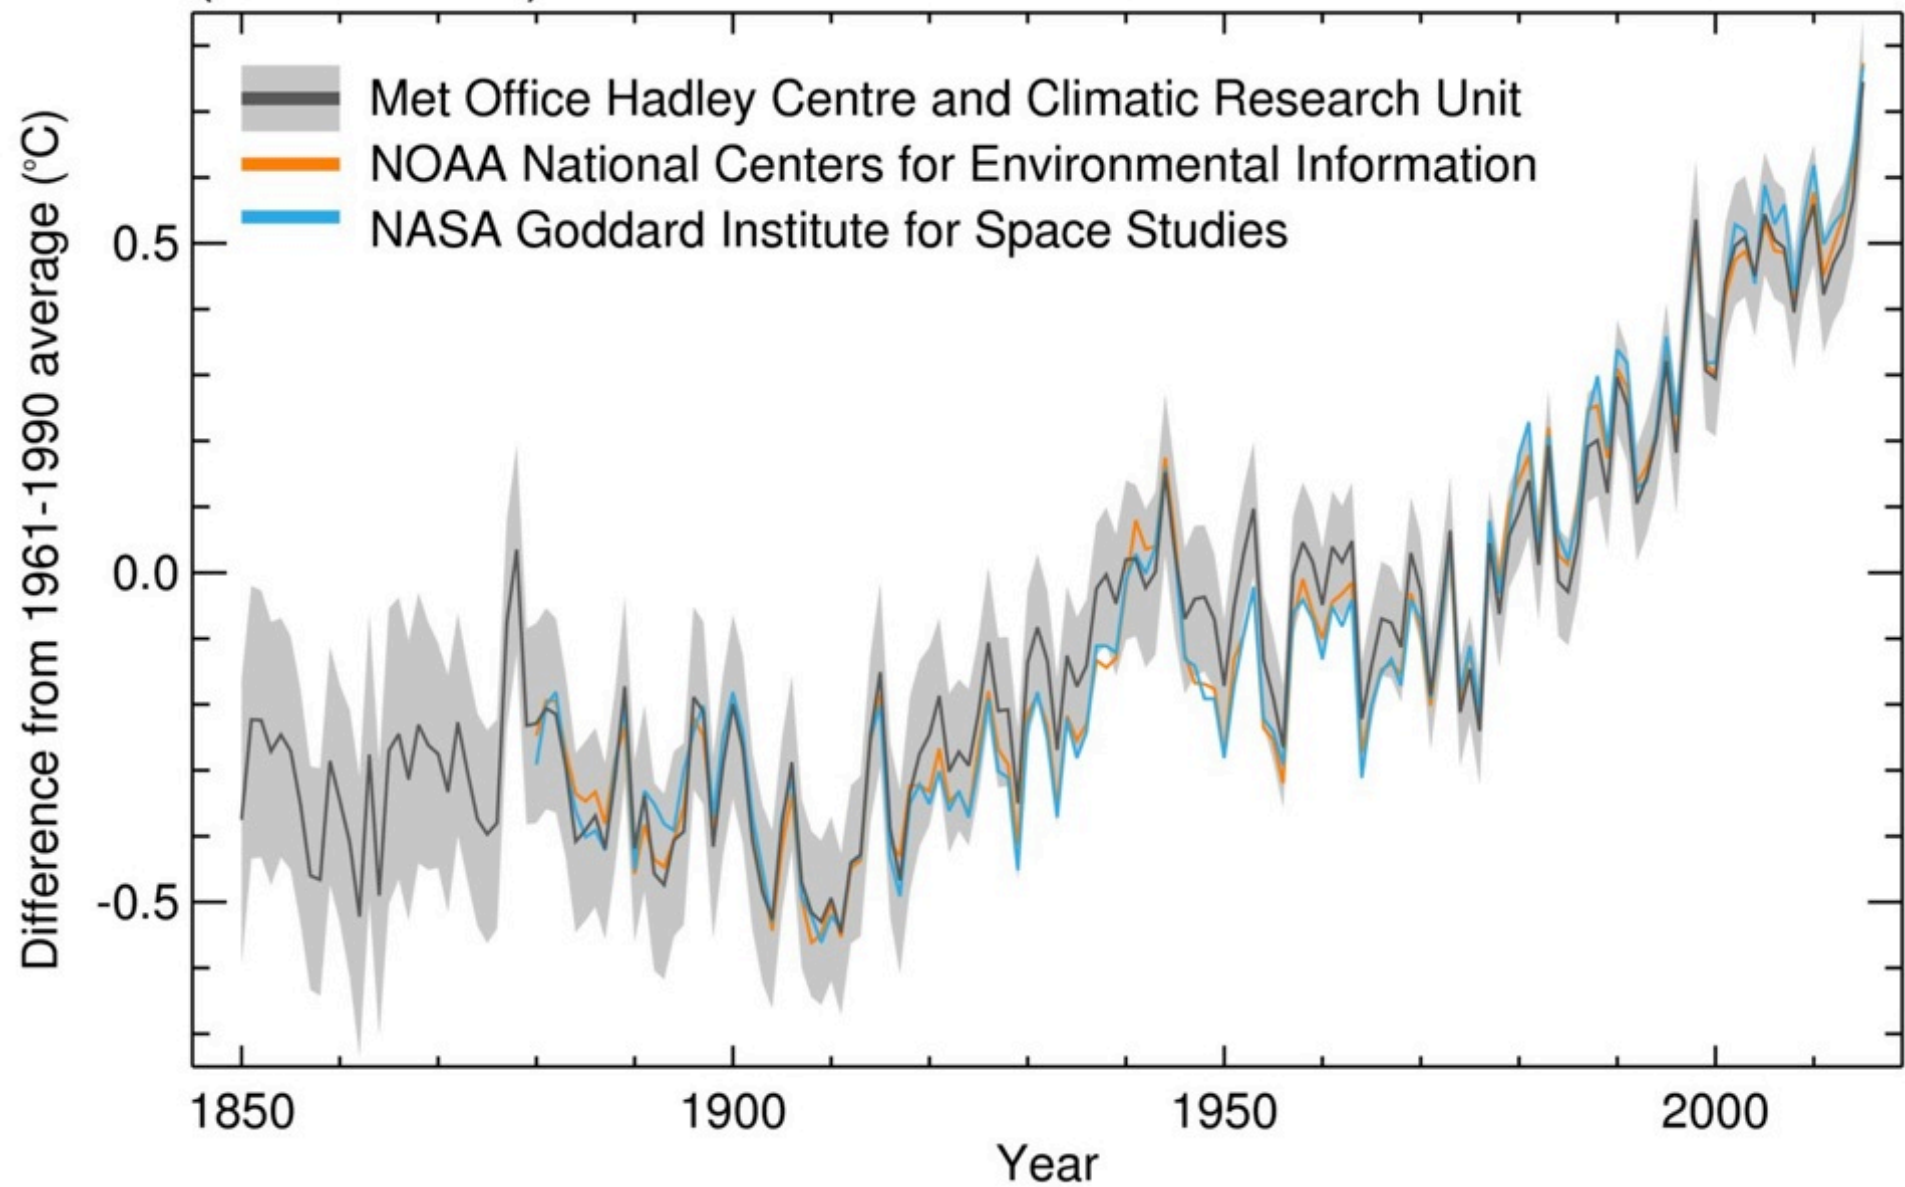 Met Office Hadley Centre and Climatic Research Unit
NOAA National Centers for Environmental Information
NASA Goddard Institute for Space Studies
Difference from 1961-1990 average (°C)
0.5
0.0
-0.5
1850 1900 1950 2000
Year